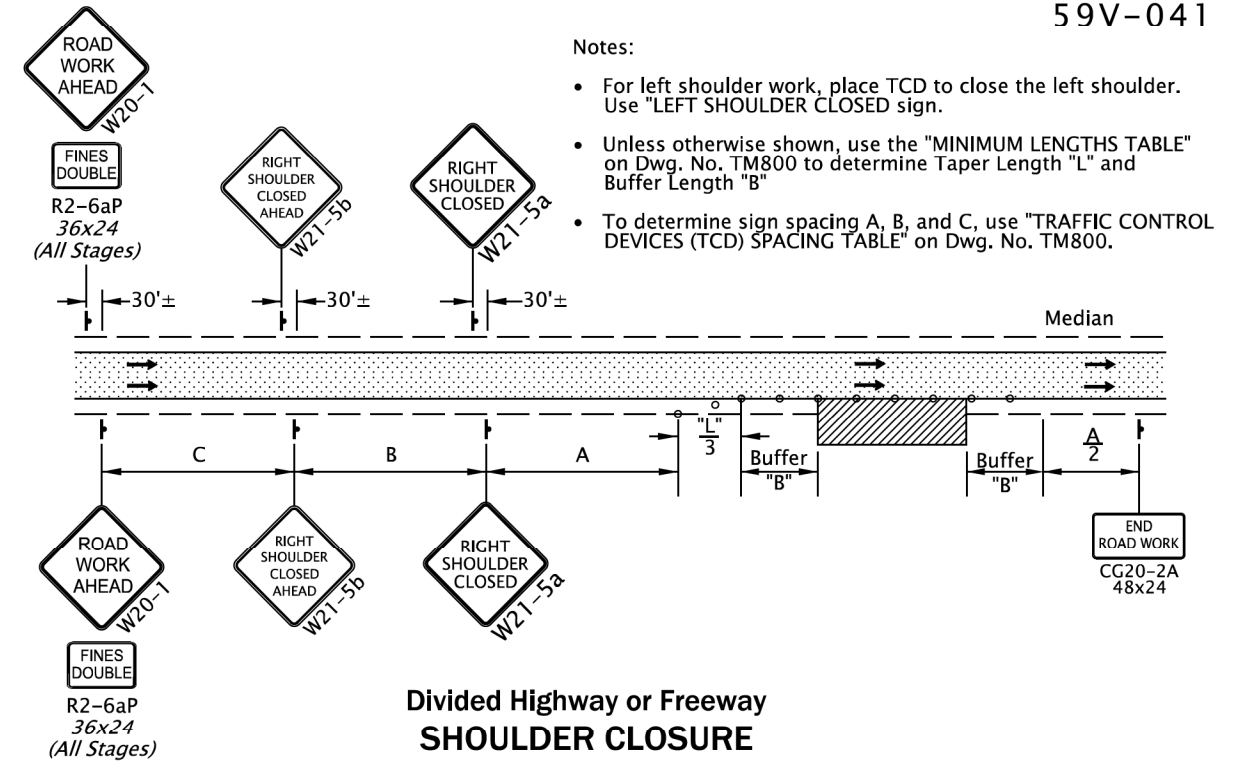 59V-041
ROAD
WORK
AHEAD
W20-1
FINES
DOUBLE
R2-6aP
36x24
(All Stages)
RIGHT
SHOULDER
CLOSED
AHEAD
W21-5b
RIGHT
SHOULDER
CLOSED
W21-5a
Notes:
• For left shoulder work, place TCD to close the left shoulder.
Use "LEFT SHOULDER CLOSED sign.
• Unless otherwise shown, use the "MINIMUM LENGTHS TABLE"
on Dwg. No. TM800 to determine Taper Length "L" and
Buffer Length "B"
• To determine sign spacing A, B, and C, use "TRAFFIC CONTROL
DEVICES (TCD) SPACING TABLE" on Dwg. No. TM800.
30'±
30'±
30'±
Median
C
B
A
"L"
3
Buffer
"B"
Buffer
"B"
A
2
ROAD
WORK
AHEAD
W20-1
FINES
DOUBLE
R2-6aP
36x24
(All Stages)
RIGHT
SHOULDER
CLOSED
AHEAD
W21-5b
RIGHT
SHOULDER
CLOSED
W21-5a
END
ROAD WORK
CG20-2A
48x24
Divided Highway or Freeway
SHOULDER CLOSURE